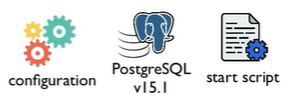 configuration
PostgreSQL
v15.1
start script